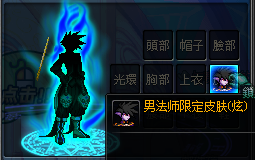 頭部 帽子 臉部
光環 胸部 上衣
鎖
男法师限定皮肤(炫)